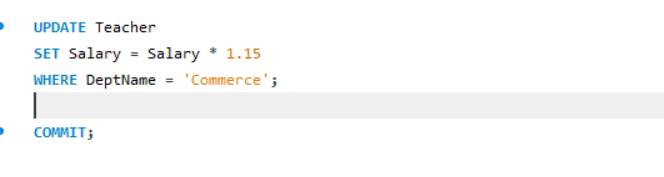 UPDATE Teacher
SET Salary = Salary * 1.15
WHERE DeptName = 'Commerce';
COMMIT;